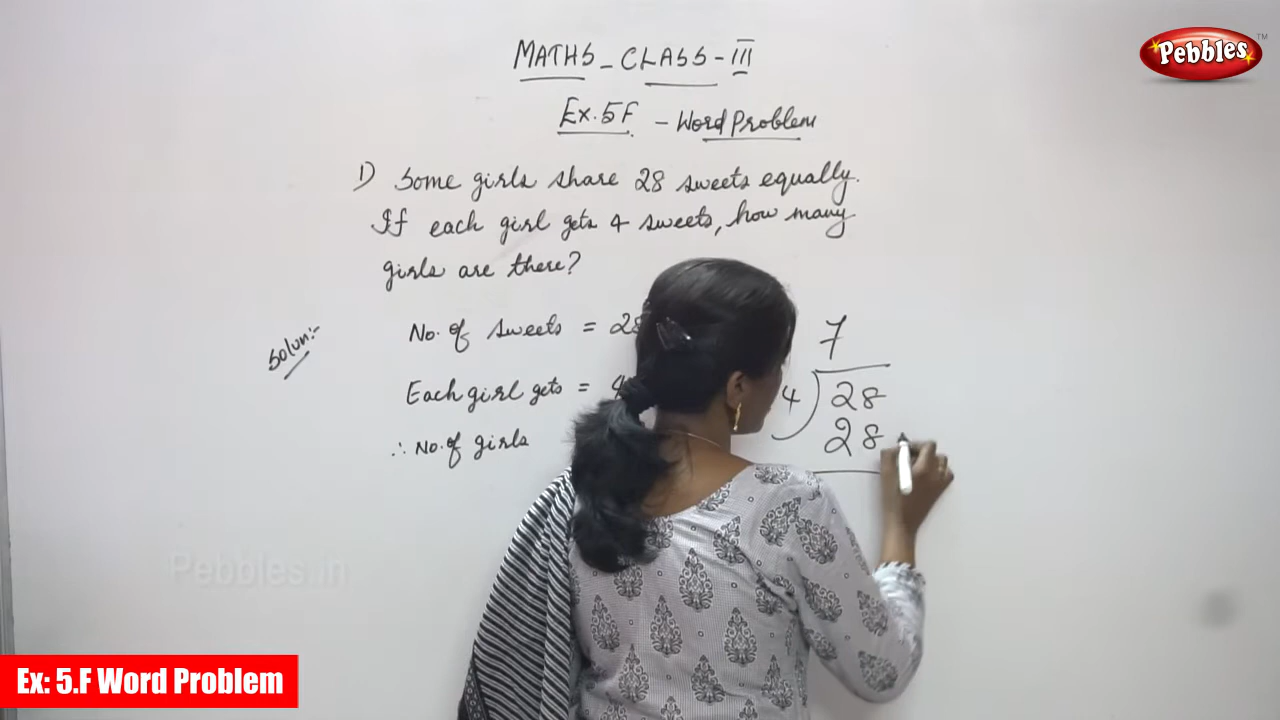 Pebbles TM
MATHS - CLASS - III
Ex. 5F - Word Problem
1) Some girls share 28 sweets equally.
If each girl gets 4 sweets, how many
girls are there?
Solun:-
No. of sweets = 28
Each girl gets = 4
∴ No. of girls
7
4 28
28
Pebbles.in
Ex: 5.F Word Problem